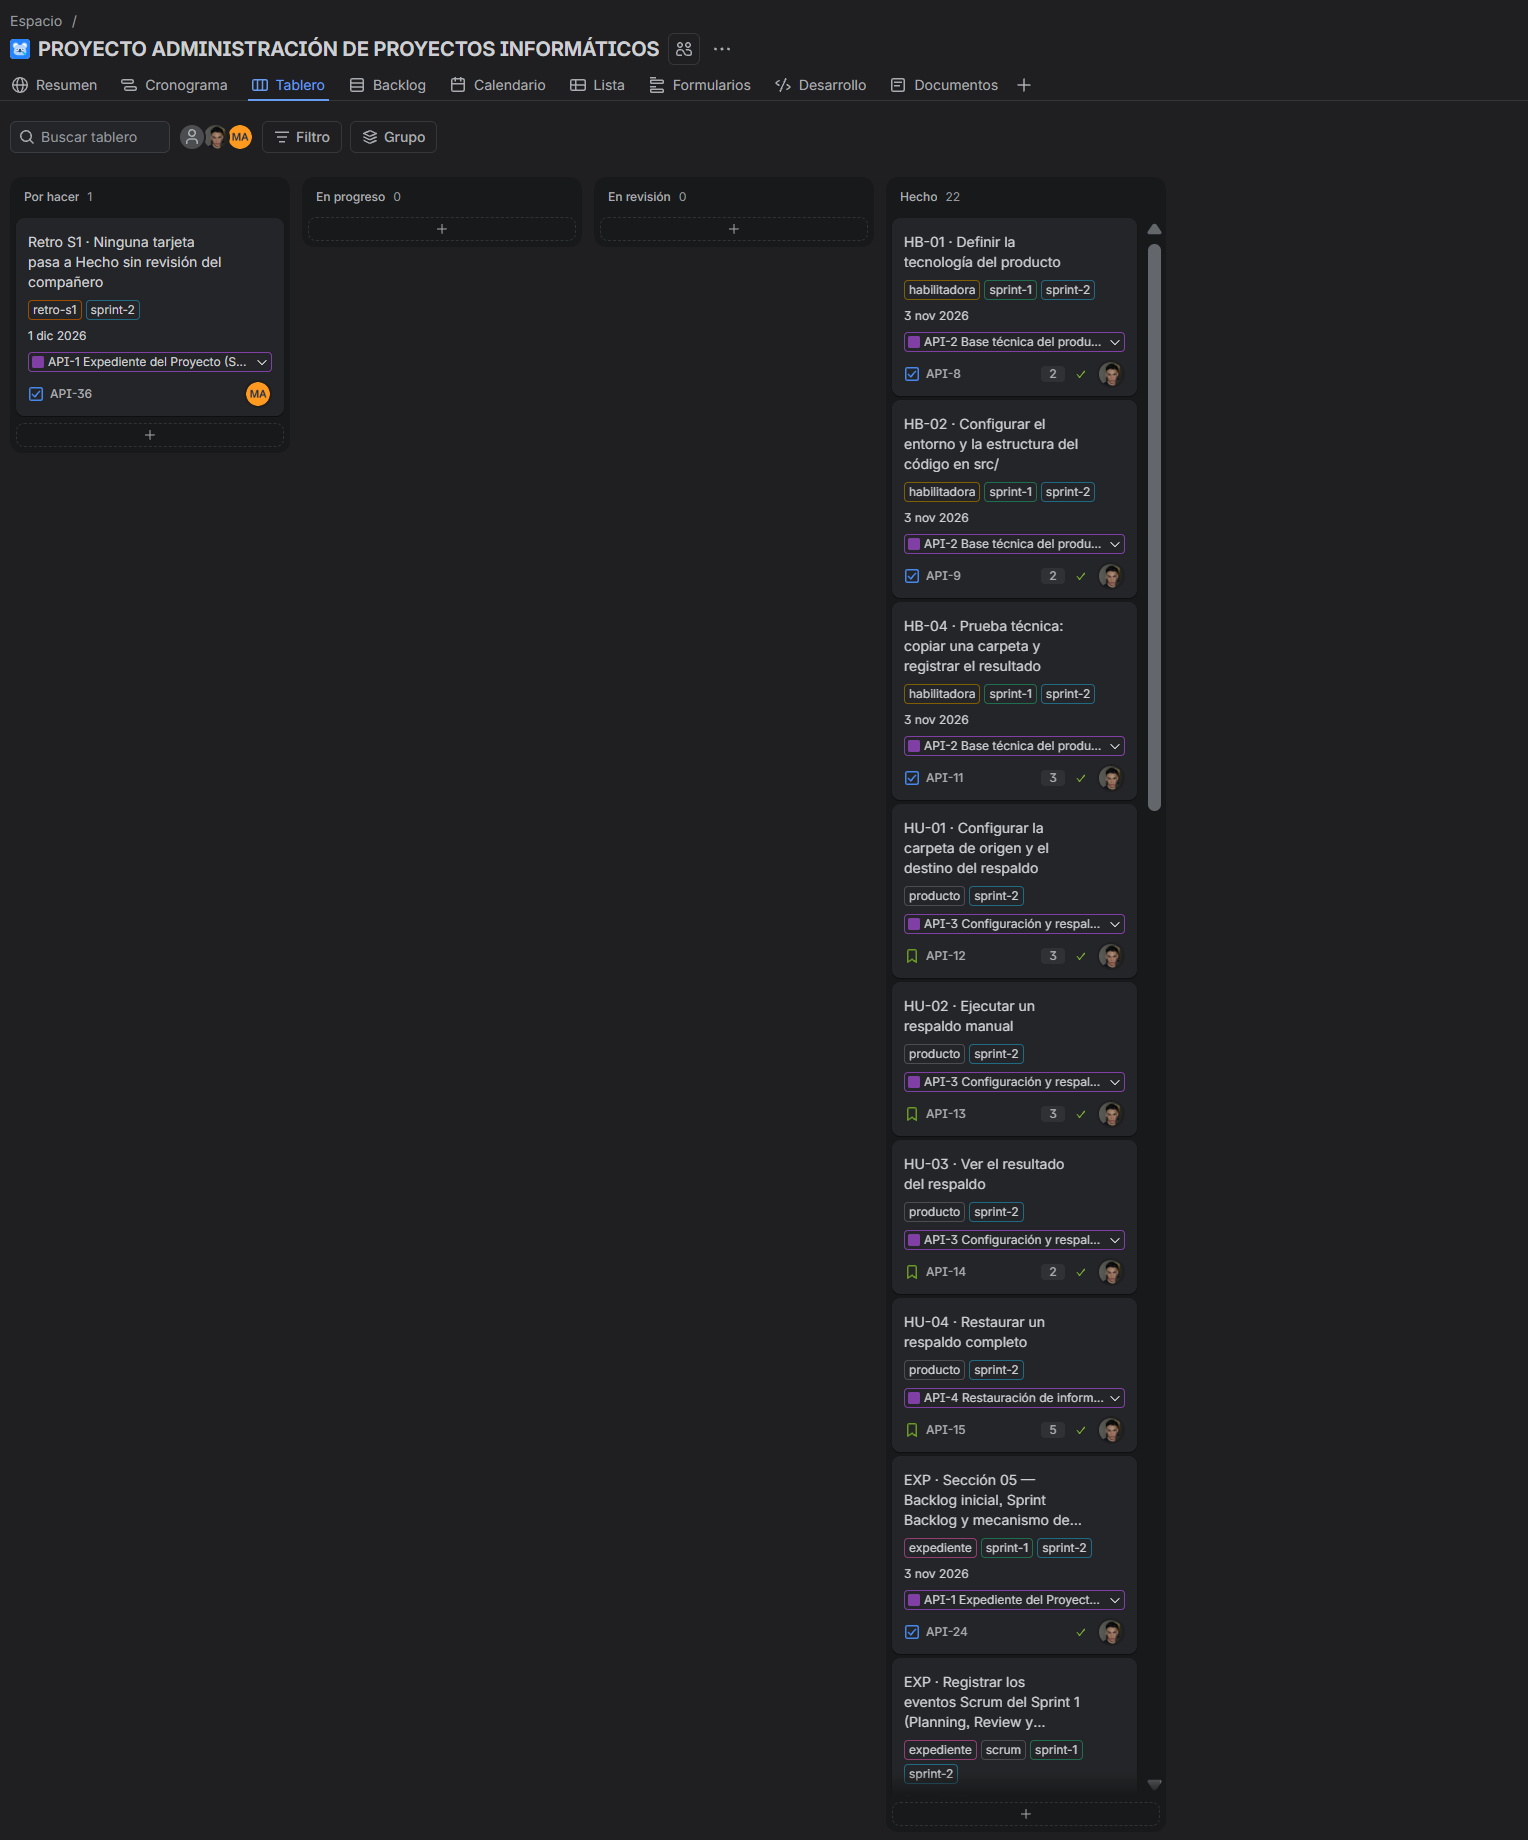 Espacio /
PROYECTO ADMINISTRACIÓN DE PROYECTOS INFORMÁTICOS
Resumen Cronograma Tablero Backlog Calendario Lista Formularios Desarrollo Documentos
Buscar tablero MA Filtro Grupo
Por hacer 1
Retro S1 · Ninguna tarjeta
pasa a Hecho sin revisión del
compañero
retro-s1 sprint-2
1 dic 2026
API-1 Expediente del Proyecto (S...
API-36 MA
En progreso 0
En revisión 0
Hecho 22
HB-01 · Definir la
tecnología del producto
habilitadora sprint-1 sprint-2
3 nov 2026
API-2 Base técnica del produ...
API-8 2
HB-02 · Configurar el
entorno y la estructura del
código en src/
habilitadora sprint-1 sprint-2
3 nov 2026
API-2 Base técnica del produ...
API-9 2
HB-04 · Prueba técnica:
copiar una carpeta y
registrar el resultado
habilitadora sprint-1 sprint-2
3 nov 2026
API-2 Base técnica del produ...
API-11 3
HU-01 · Configurar la
carpeta de origen y el
destino del respaldo
producto sprint-2
API-3 Configuración y respal...
API-12 3
HU-02 · Ejecutar un
respaldo manual
producto sprint-2
API-3 Configuración y respal...
API-13 3
HU-03 · Ver el resultado
del respaldo
producto sprint-2
API-3 Configuración y respal...
API-14 2
HU-04 · Restaurar un
respaldo completo
producto sprint-2
API-4 Restauración de inform...
API-15 5
EXP · Sección 05 —
Backlog inicial, Sprint
Backlog y mecanismo de...
expediente sprint-1 sprint-2
3 nov 2026
API-1 Expediente del Proyect...
API-24
EXP · Registrar los
eventos Scrum del Sprint 1
(Planning, Review y...
expediente scrum sprint-1
sprint-2